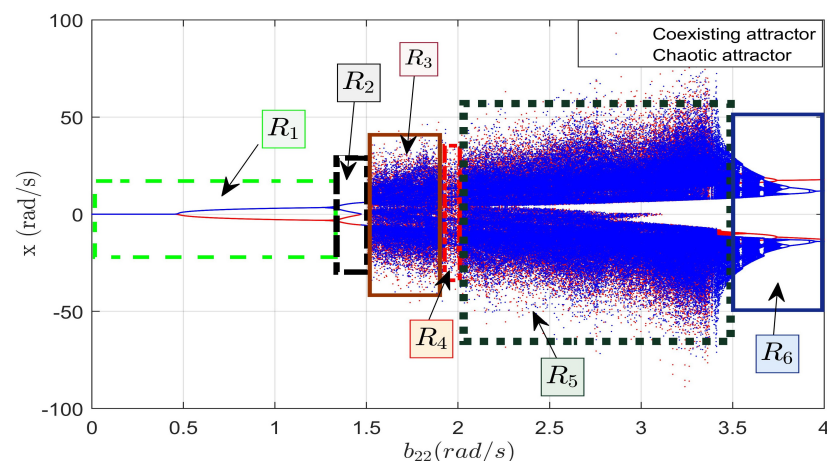 100
Coexisting attractor
Chaotic attractor
R3
R2
R1
50
x (rad/s)
0
-50
R4
R5
R6
-100
0 0.5 1 1.5 2 2.5 3 3.5 4
b22(rad/s)